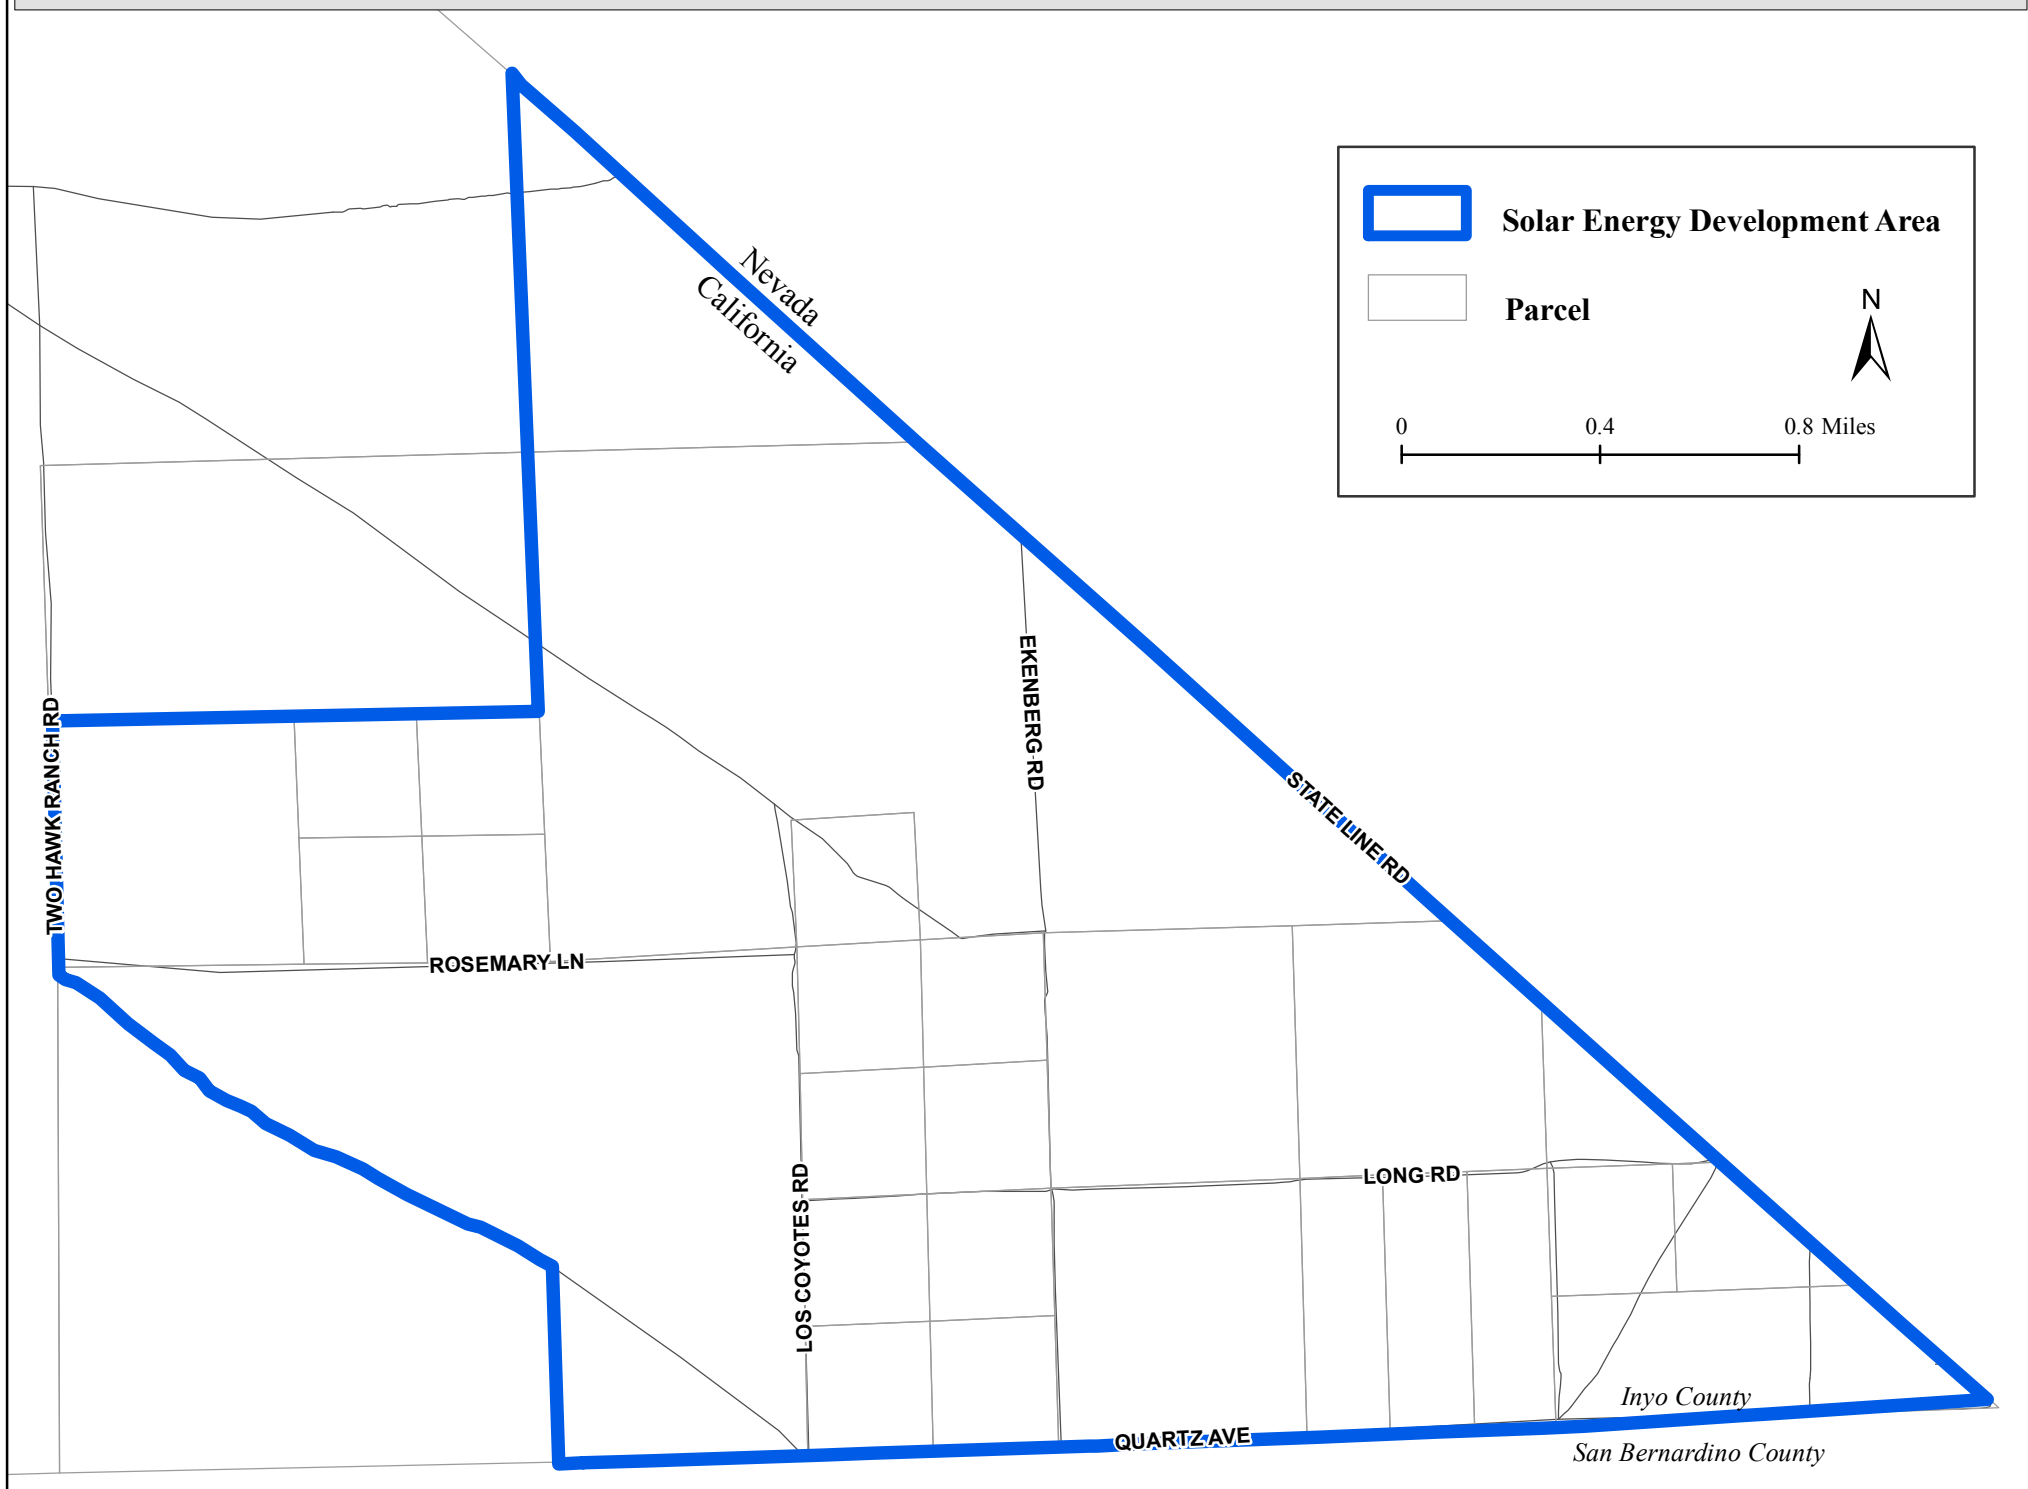 Nevada
California
Solar Energy Development Area
Parcel
N
0 0.4 0.8 Miles
EKENBERG RD
TWO HAWK RANCH RD
STATE LINE RD
ROSEMARY LN
LONG RD
LOS COYOTES RD
Inyo County
QUARTZ AVE
San Bernardino County